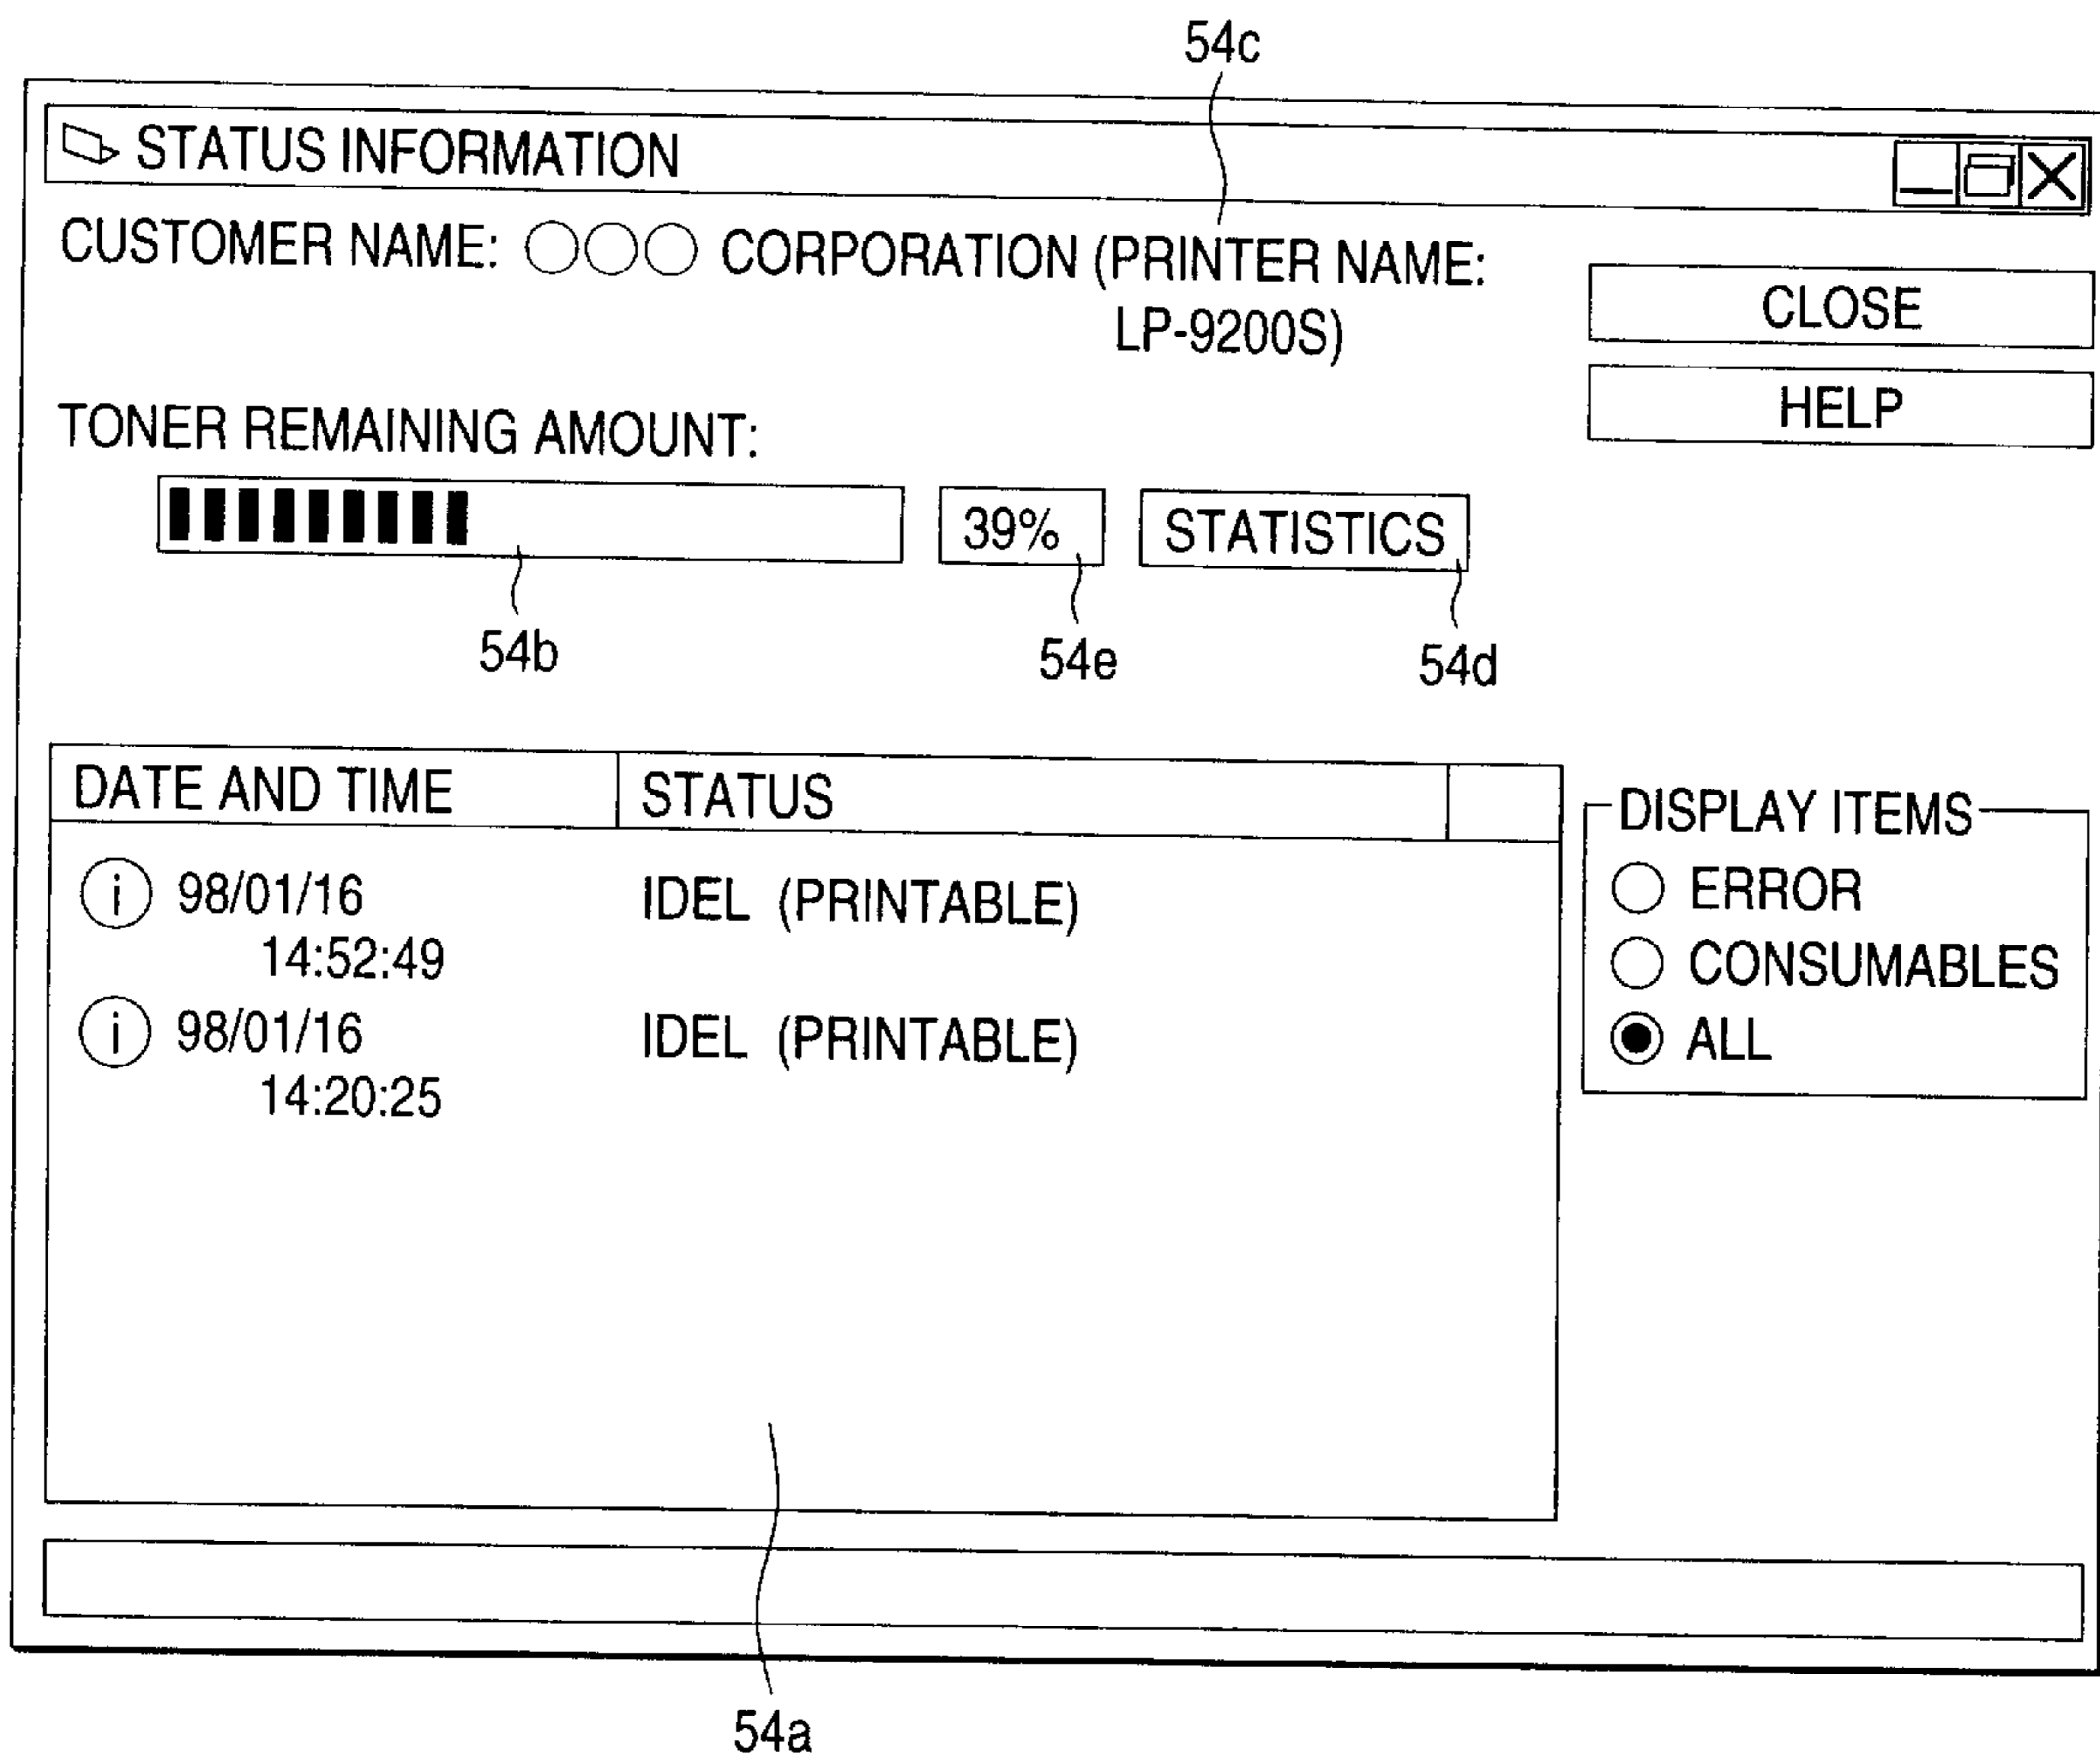 54c
STATUS INFORMATION
CUSTOMER NAME: ○○○ CORPORATION (PRINTER NAME:
LP-9200S)
CLOSE
HELP
TONER REMAINING AMOUNT:
39%
STATISTICS
54b
54e
54d
DATE AND TIME
STATUS
i 98/01/16
14:52:49
IDEL (PRINTABLE)
i 98/01/16
14:20:25
IDEL (PRINTABLE)
DISPLAY ITEMS
ERROR
CONSUMABLES
ALL
54a